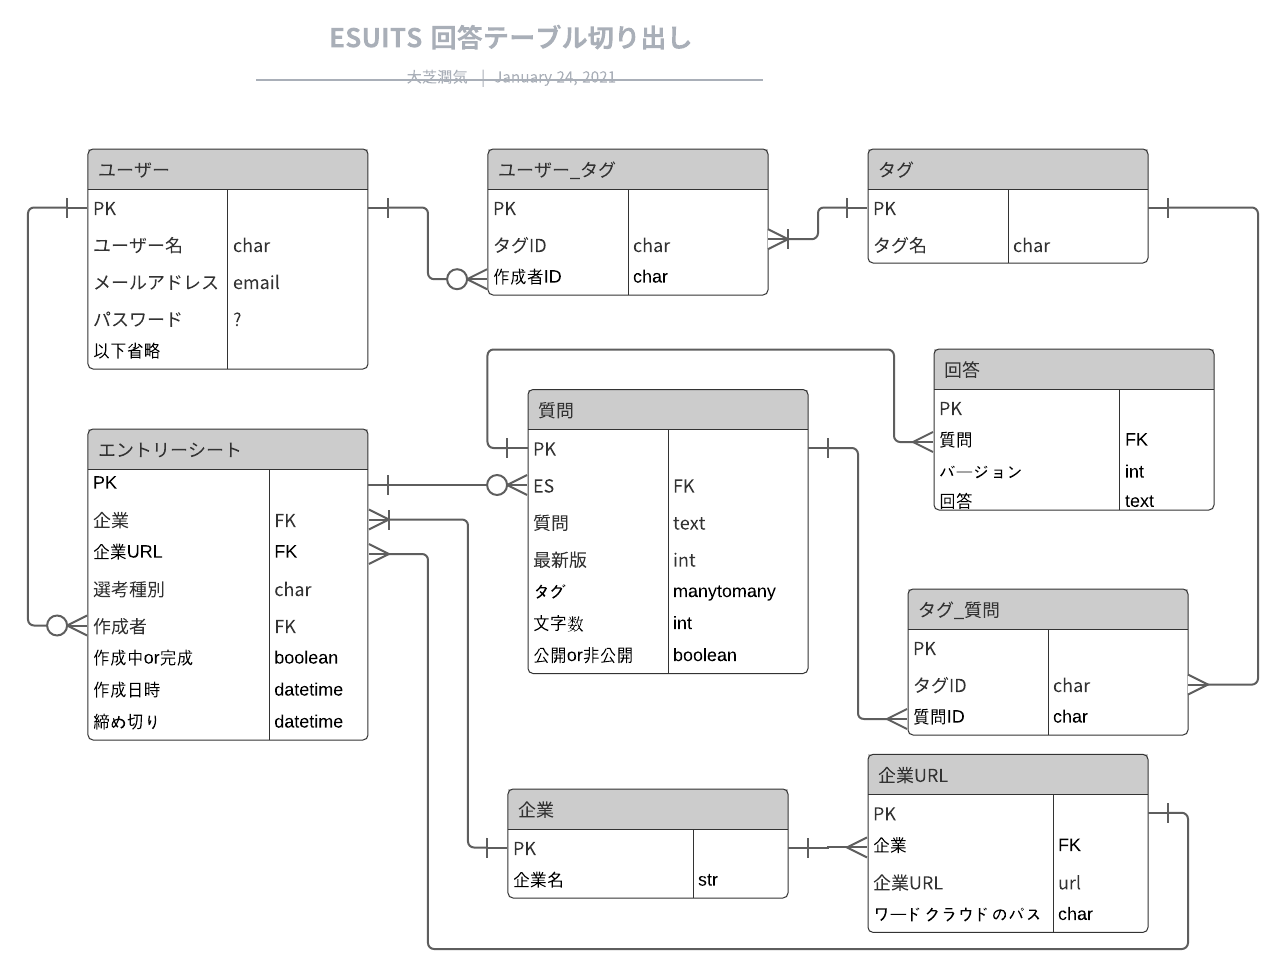 ESUITS 回答テーブル切り出し
大芝潤気 | January 24, 2021
ユーザー
PK
ユーザー名 char
メールアドレス email
パスワード ?
以下省略
ユーザー_タグ
PK
タグID char
作成者ID char
タグ
PK
タグ名 char
回答
PK
質問 FK
バージョン int
回答 text
質問
PK
ES FK
質問 text
最新版 int
タグ manytomany
文字数 int
公開or非公開 boolean
エントリーシート
PK
企業 FK
企業URL FK
選考種別 char
作成者 FK
作成中or完成 boolean
作成日時 datetime
締め切り datetime
タグ_質問
PK
タグID char
質問ID char
企業
PK
企業名 str
企業URL
PK
企業 FK
企業URL url
ワードクラウドのパス char